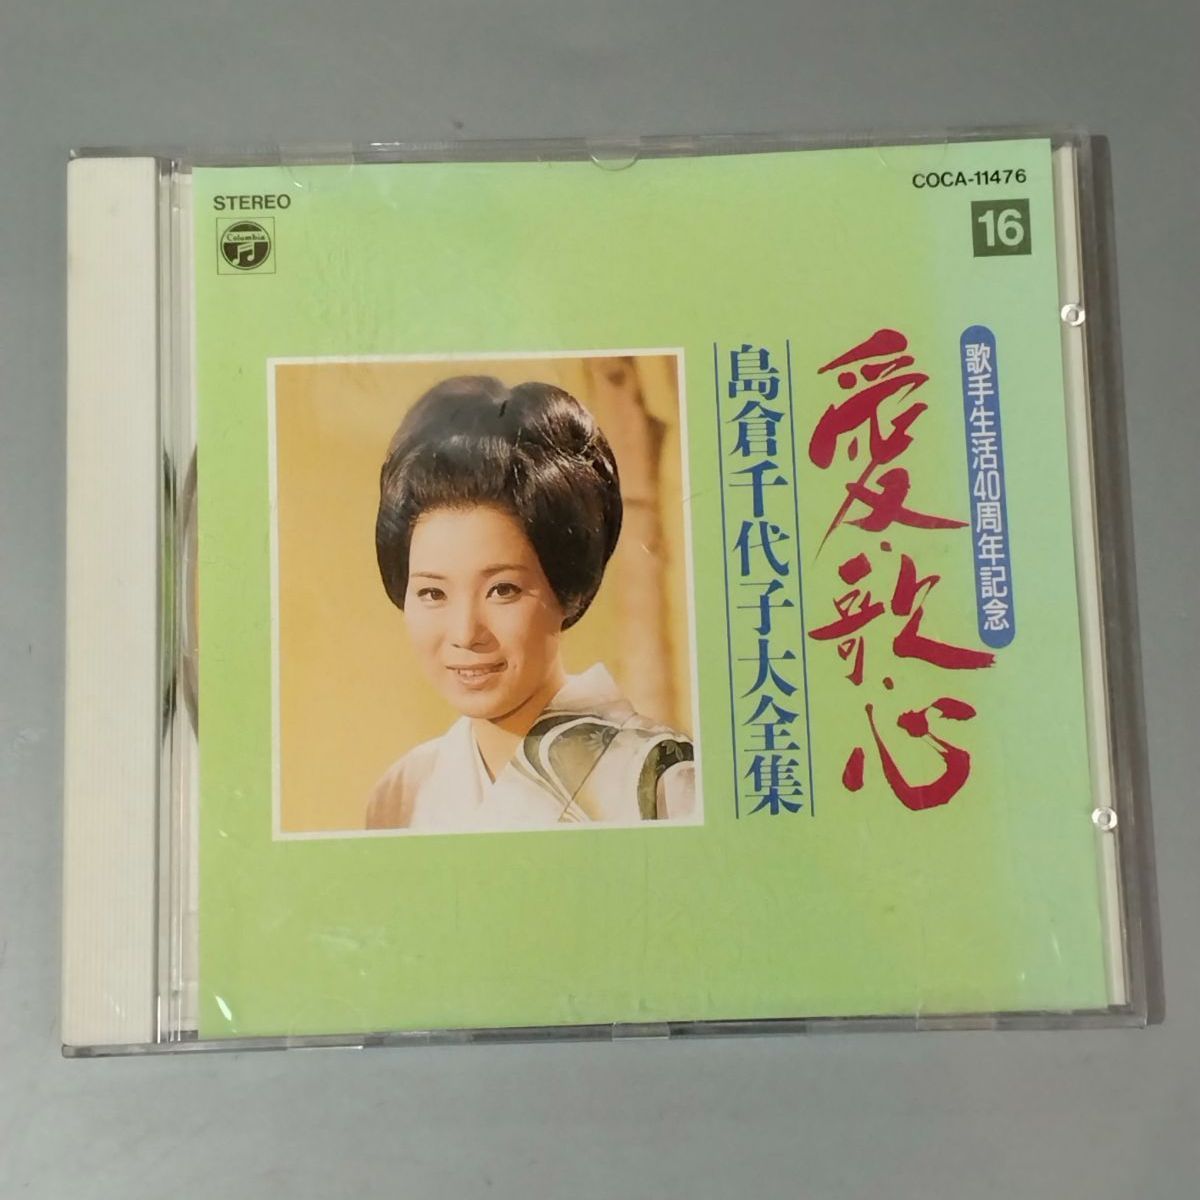 STEREO
Columbia
COCA-11476
16
歌手生活40周年記念
愛・歌・心
島倉千代子大全集